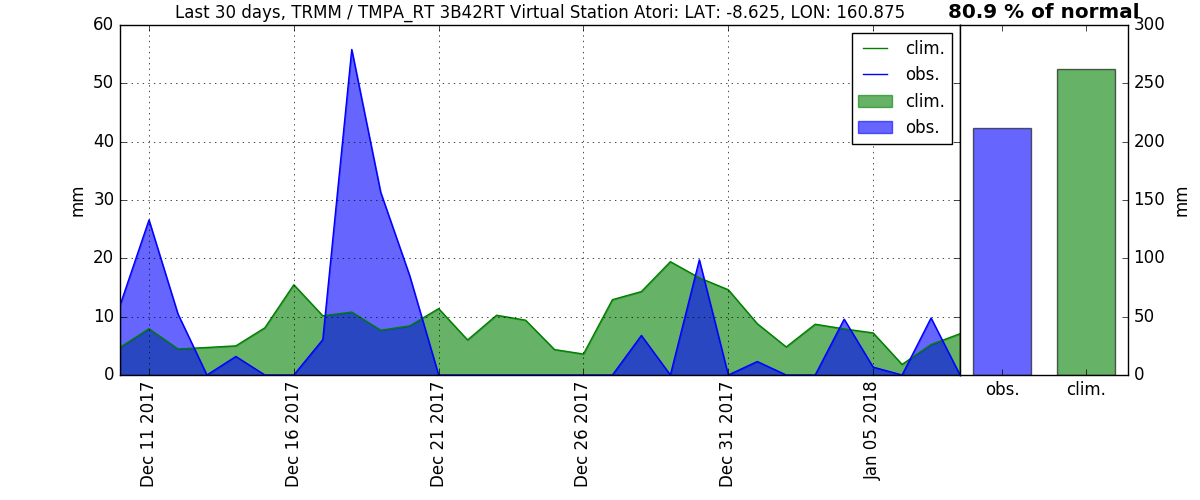 Last 30 days, TRMM / TMPA_RT 3B42RT Virtual Station Atori: LAT: -8.625, LON: 160.875
80.9 % of normal
60
50
40
30
20
10
0
mm
clim.
obs.
clim.
obs.
300
250
200
150
100
50
0
mm
Dec 11 2017
Dec 16 2017
Dec 21 2017
Dec 26 2017
Dec 31 2017
Jan 05 2018
obs.
clim.